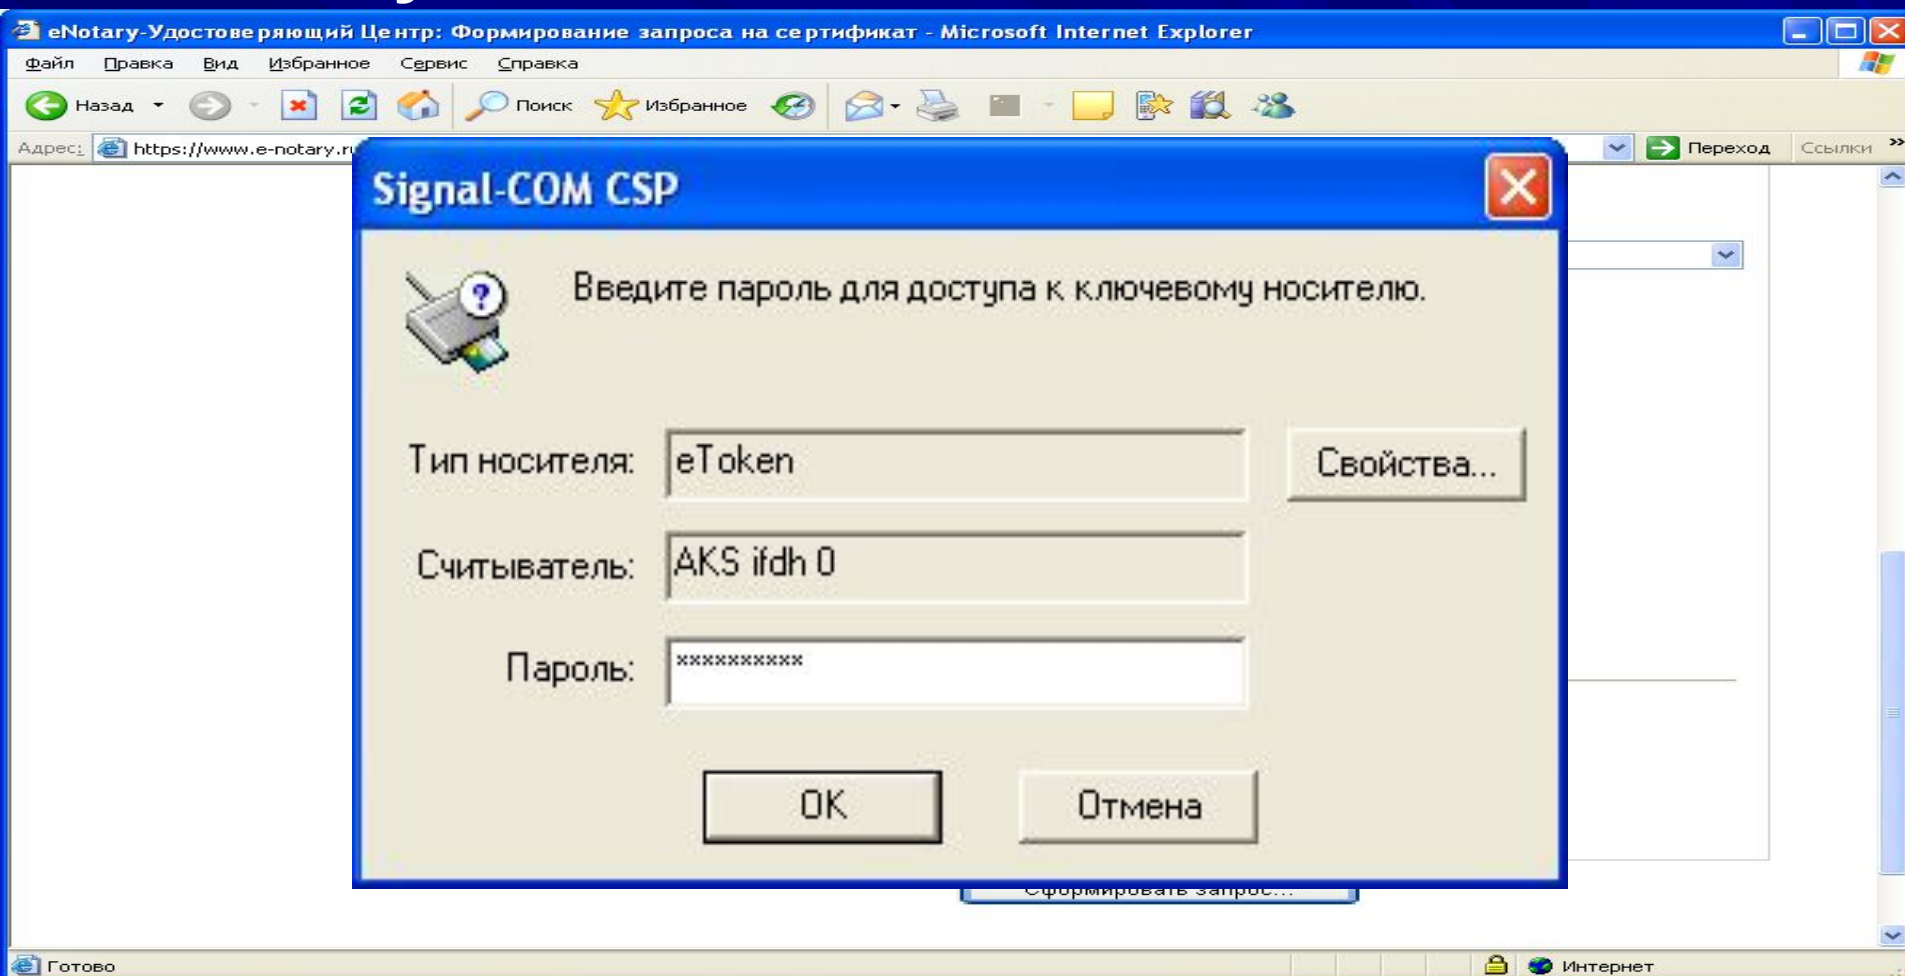 eNotary-Удостоверяющий Центр: Формирование запроса на сертификат - Microsoft Internet Explorer
Файл Правка Вид Избранное Сервис Справка
Назад Поиск Избранное
Адрес: https://www.e-notary.ru Переход Ссылки »
Signal-COM CSP
Введите пароль для доступа к ключевому носителю.
Тип носителя: eToken Свойства...
Считыватель: AKS ifdh 0
Пароль: **********
OK Отмена
Сформировать запрос...
Готово Интернет